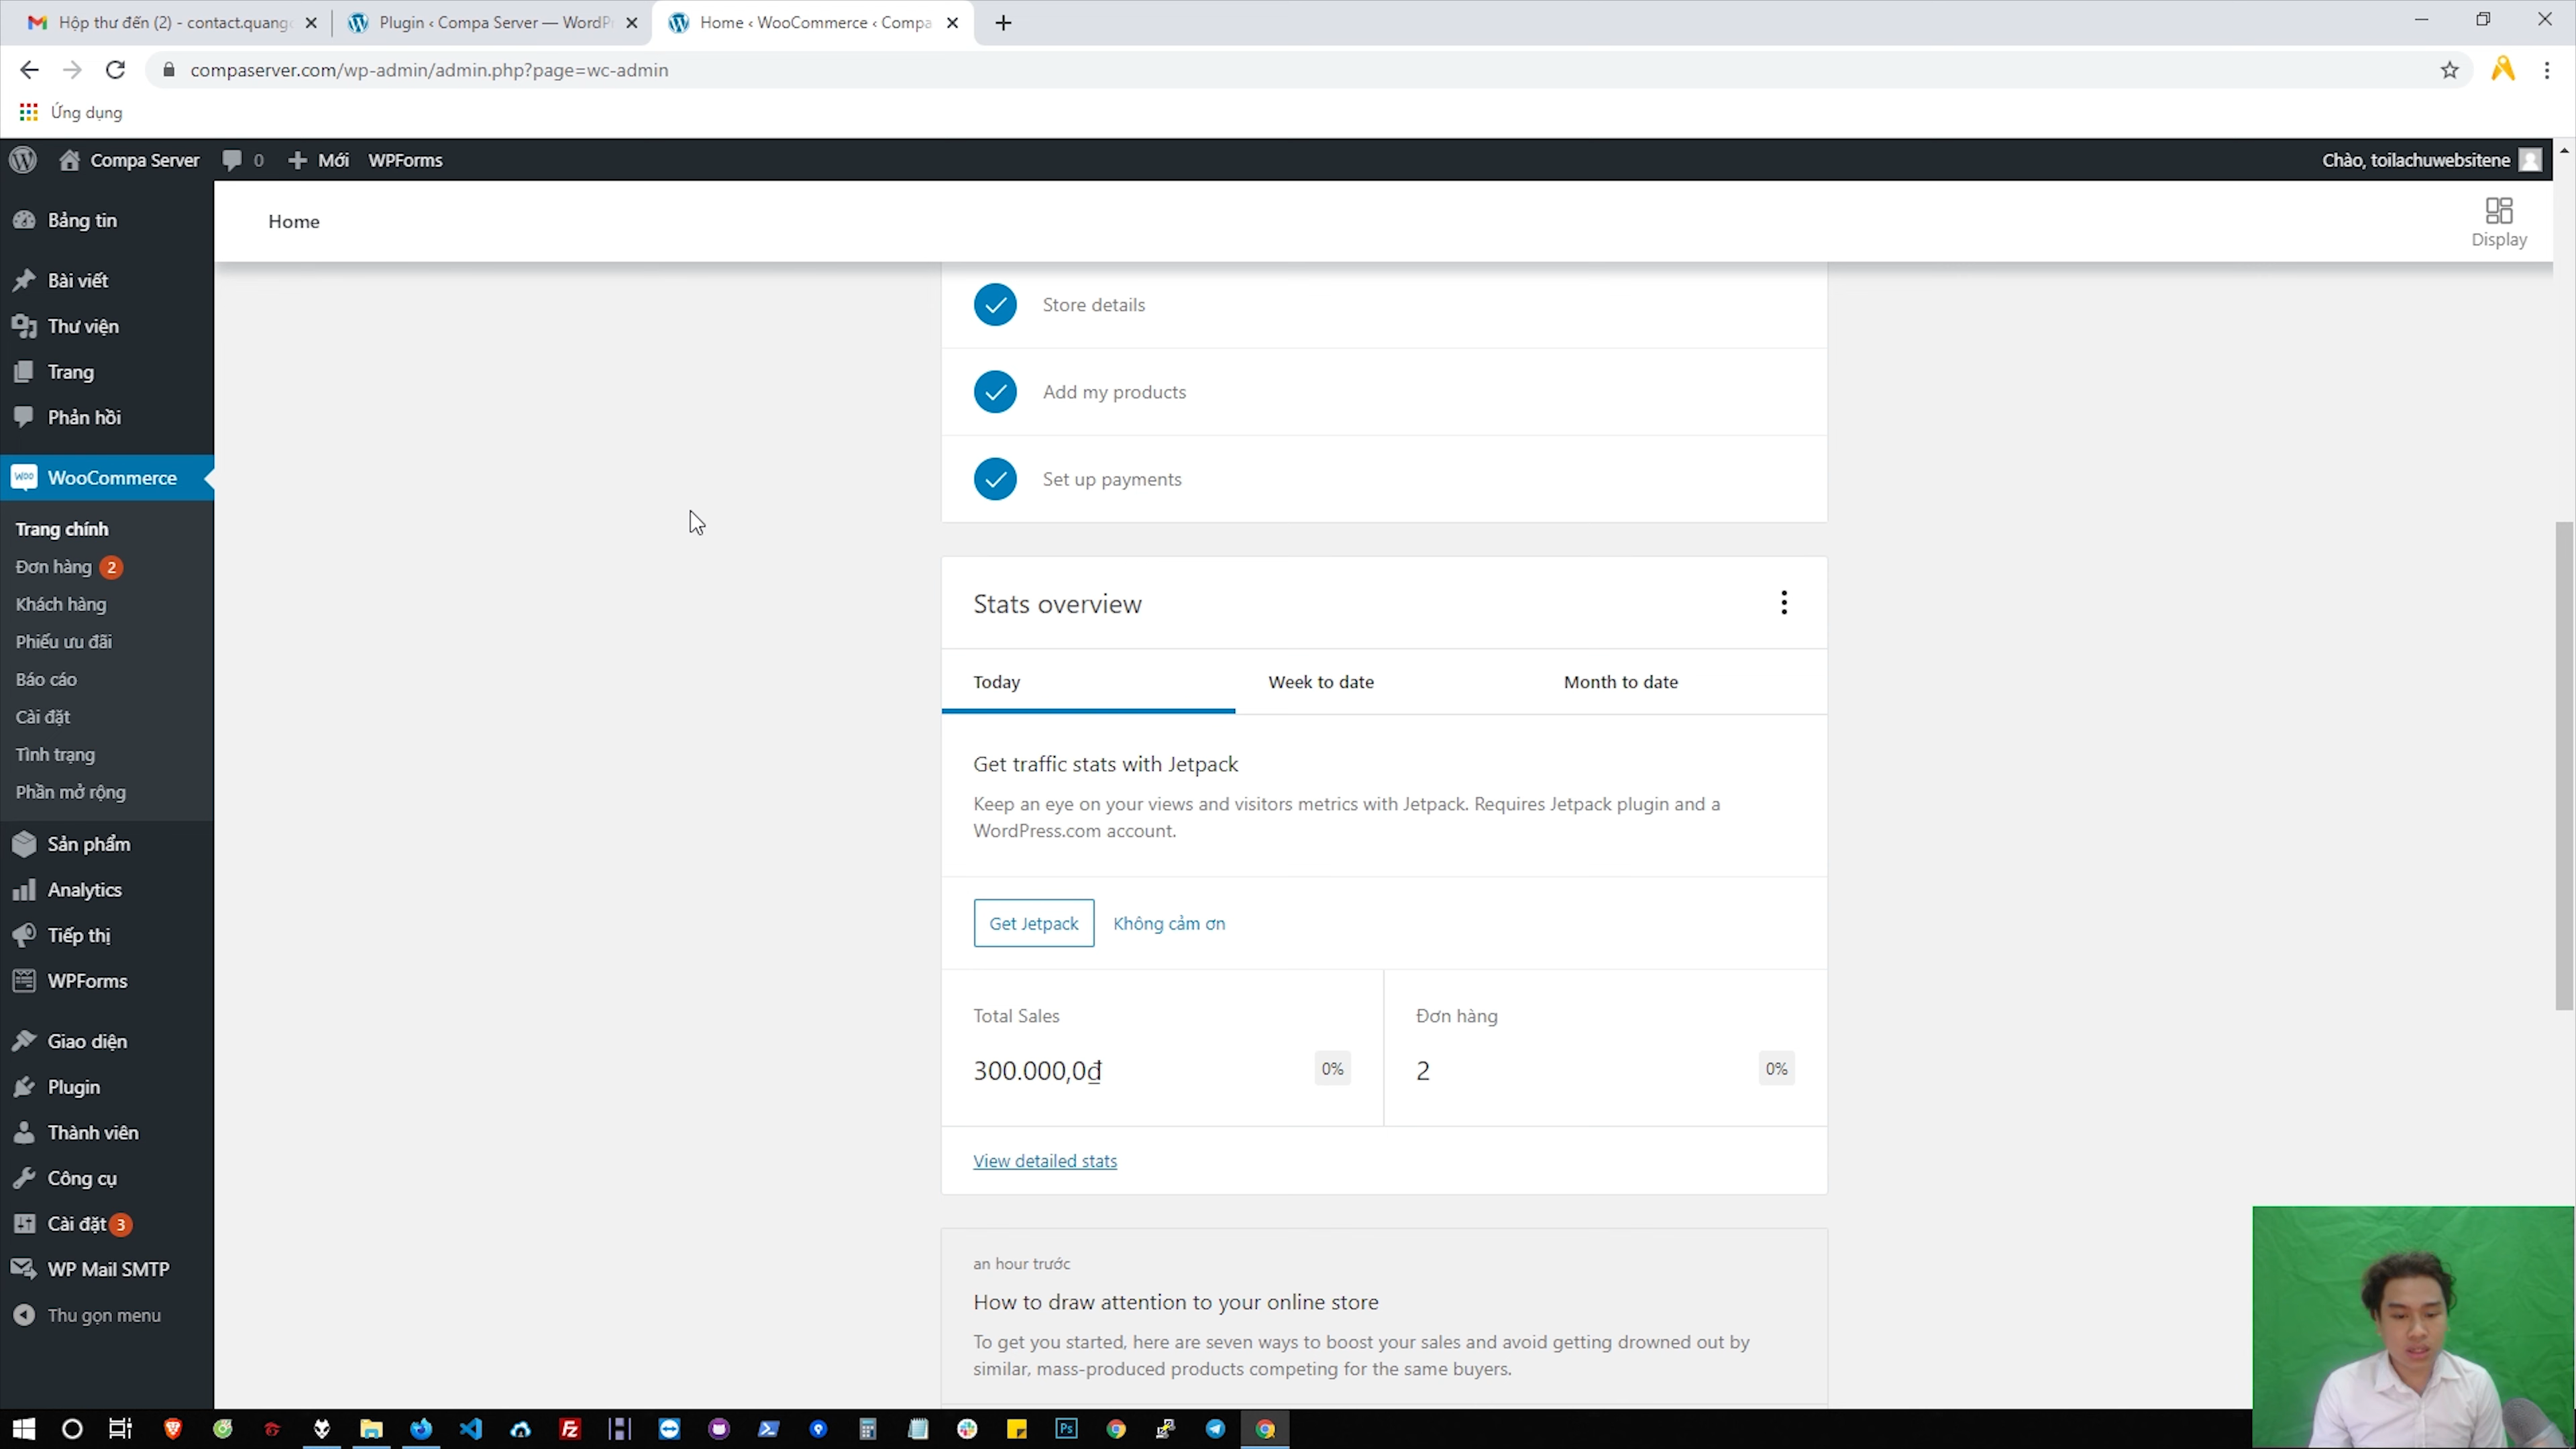 Hộp thư đến (2) - contact.quang
Plugin ‹ Compa Server — WordP
Home ‹ WooCommerce ‹ Compa
compaserver.com/wp-admin/admin.php?page=wc-admin
Ứng dụng
Compa Server
0
Mới
WPForms
Chào, toilachuwebsitene
Home
Display
Bảng tin
Bài viết
Thư viện
Trang
Phản hồi
WooCommerce
Trang chính
Đơn hàng 2
Khách hàng
Phiếu ưu đãi
Báo cáo
Cài đặt
Tình trạng
Phần mở rộng
Sản phẩm
Analytics
Tiếp thị
WPForms
Giao diện
Plugin
Thành viên
Công cụ
Cài đặt 3
WP Mail SMTP
Thu gọn menu
Store details
Add my products
Set up payments
Stats overview
Today
Week to date
Month to date
Get traffic stats with Jetpack
Keep an eye on your views and visitors metrics with Jetpack. Requires Jetpack plugin and a
WordPress.com account.
Get Jetpack
Không cảm ơn
Total Sales
300.000,0₫
0%
Đơn hàng
2
0%
View detailed stats
an hour trước
How to draw attention to your online store
To get you started, here are seven ways to boost your sales and avoid getting drowned out by
similar, mass-produced products competing for the same buyers.